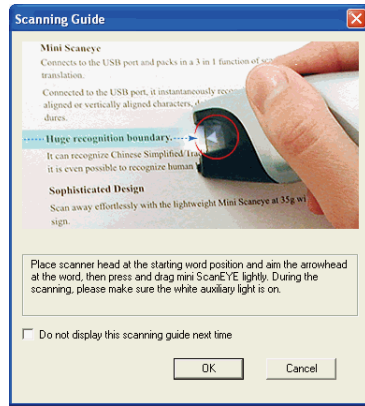 Scanning Guide
Mini Scaneye
Connects to the USB port and packs in a 3 in 1 function of
translation.
Connected to the USB port, it instantaneously
aligned or vertically aligned characters,
dures.
Huge recognition boundary.
It can recognize Chinese Simplified/
it is even possible to recognize human
Sophisticated Design
Scan away effortlessly with the lightweight Mini Scaneye at 35g
sign.
Place scanner head at the starting word position and aim the arrowhead
at the word, then press and drag mini ScanEYE lightly. During the
scanning, please make sure the white auxiliary light is on.
Do not display this scanning guide next time
OK
Cancel